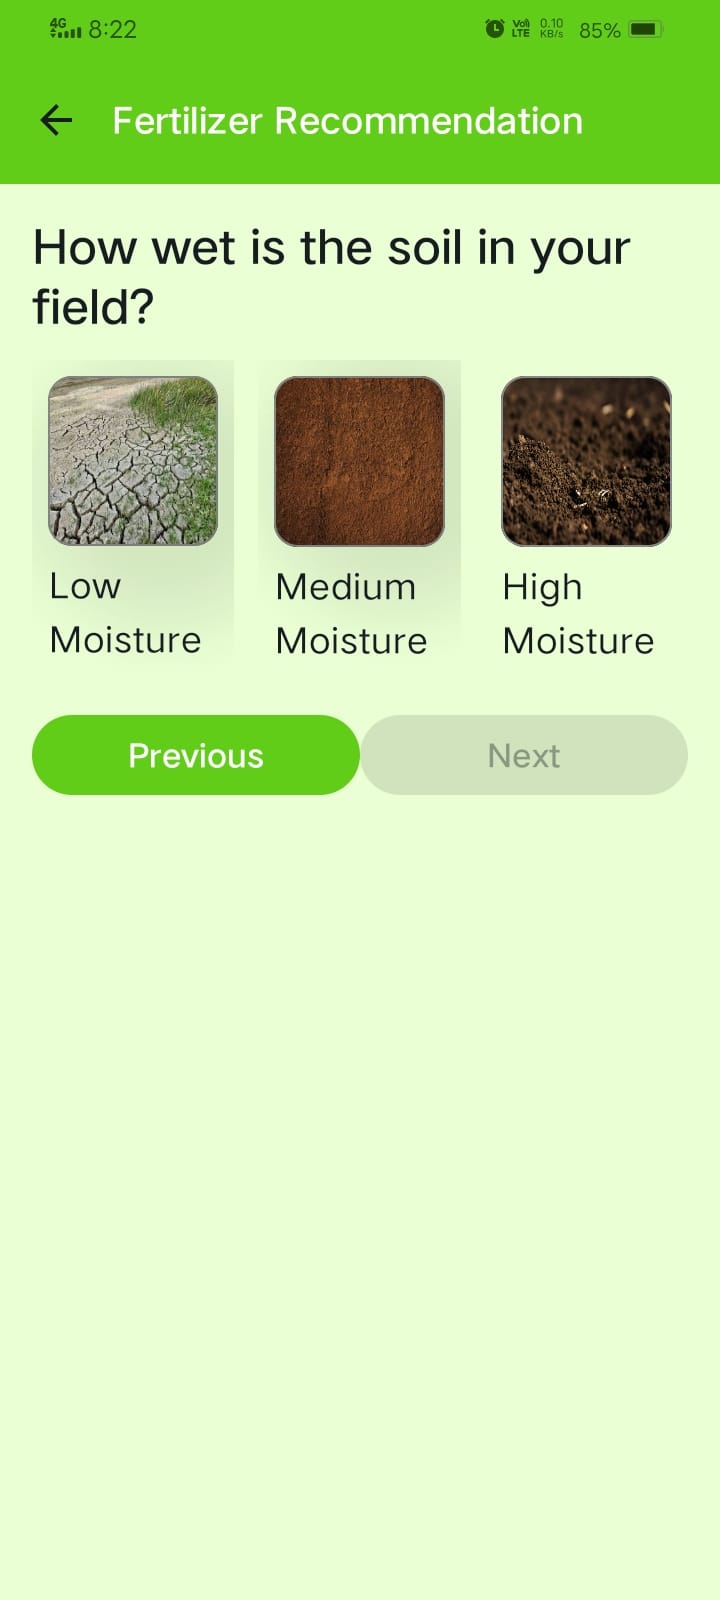 4G 8:22 Vo) LTE 0.10 KB/s 85%
Fertilizer Recommendation
How wet is the soil in your
field?
Low Medium High
Moisture Moisture Moisture
Previous Next